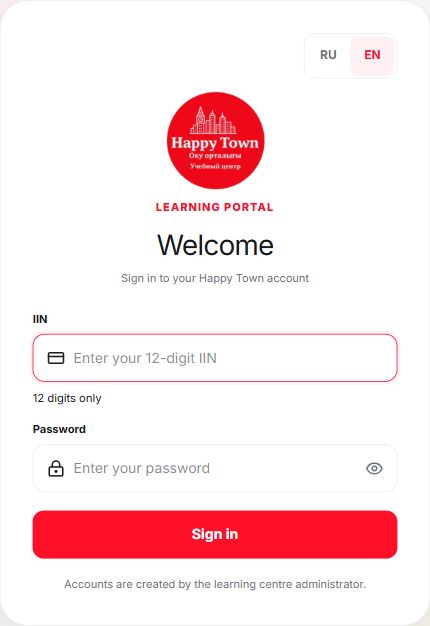 RU EN
Happy Town
Оқу орталығы
Учебный центр
LEARNING PORTAL
Welcome
Sign in to your Happy Town account
IIN
Enter your 12-digit IIN
12 digits only
Password
Enter your password
Sign in
Accounts are created by the learning centre administrator.